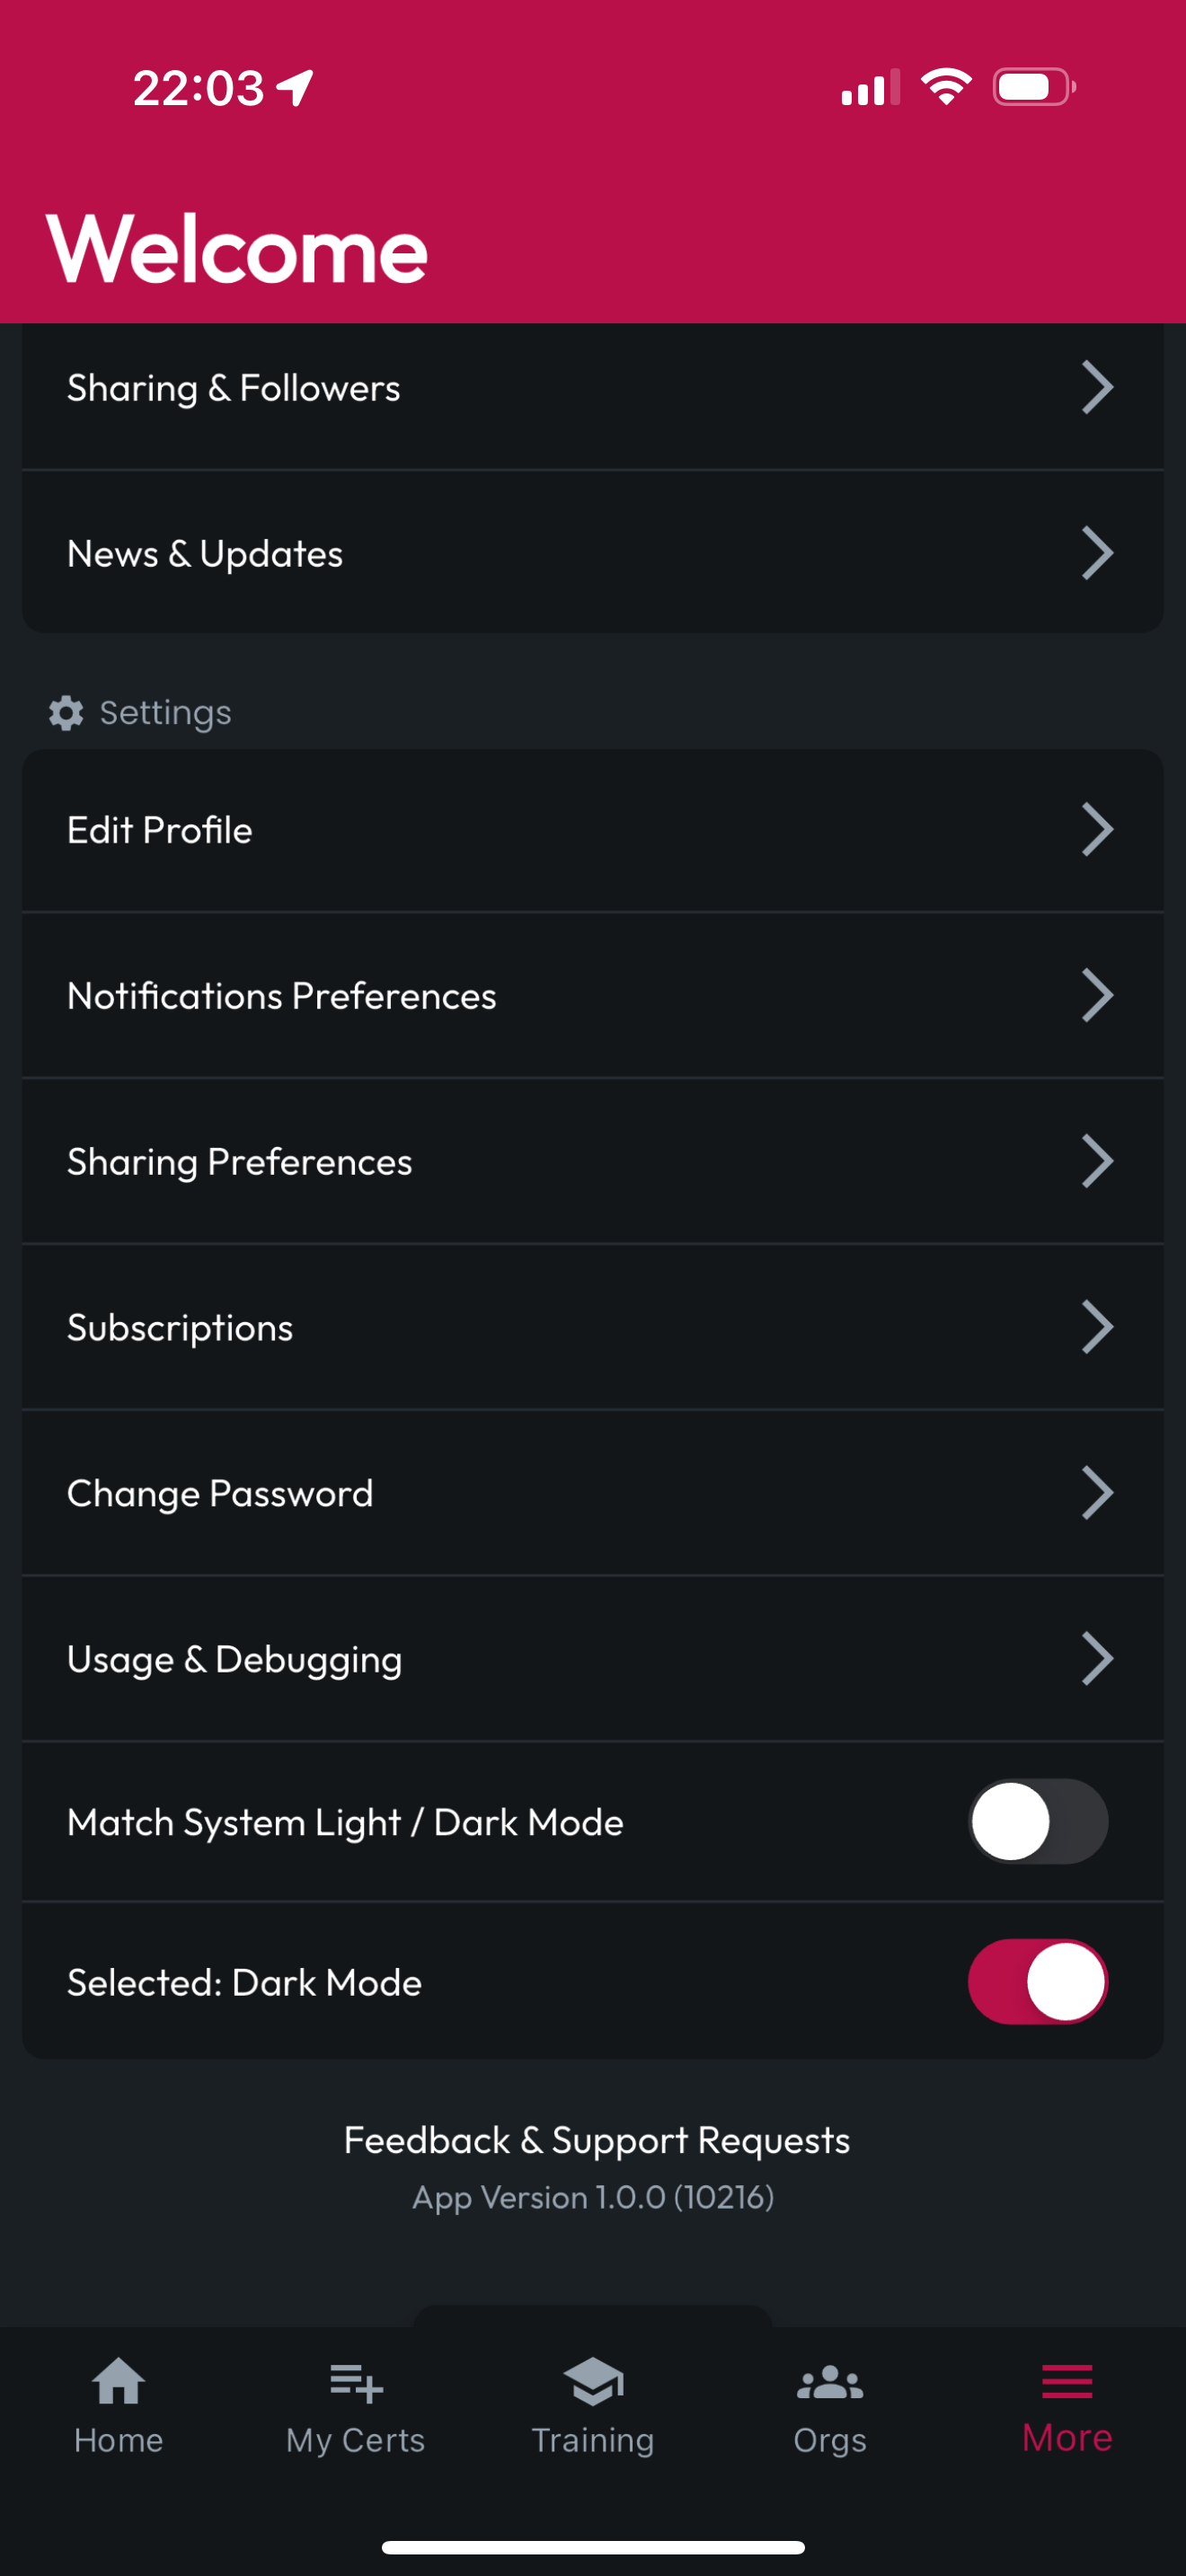 22:03
Welcome
Sharing & Followers
News & Updates
Settings
Edit Profile
Notifications Preferences
Sharing Preferences
Subscriptions
Change Password
Usage & Debugging
Match System Light / Dark Mode
Selected: Dark Mode
Feedback & Support Requests
App Version 1.0.0 (10216)
Home My Certs Training Orgs More